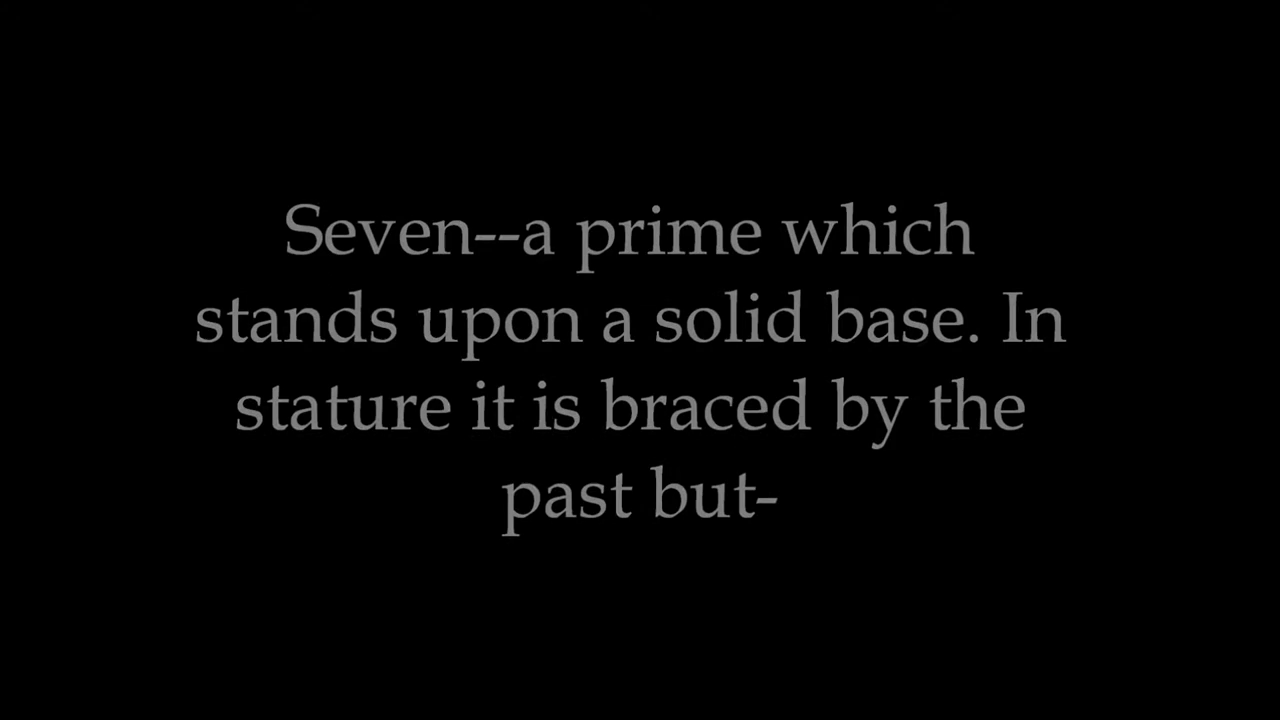 Seven--a prime which
stands upon a solid base. In
stature it is braced by the
past but-